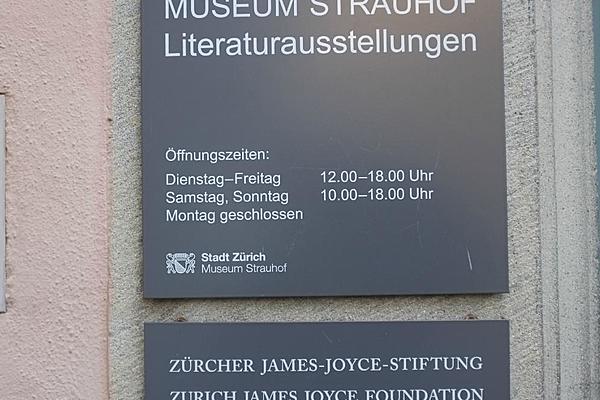 MUSEUM STRAUHOF
Literaturausstellungen
Öffnungszeiten:
Dienstag–Freitag 12.00–18.00 Uhr
Samstag, Sonntag 10.00–18.00 Uhr
Montag geschlossen
Stadt Zürich
Museum Strauhof
ZÜRCHER JAMES-JOYCE-STIFTUNG
ZURICH JAMES JOYCE FOUNDATION